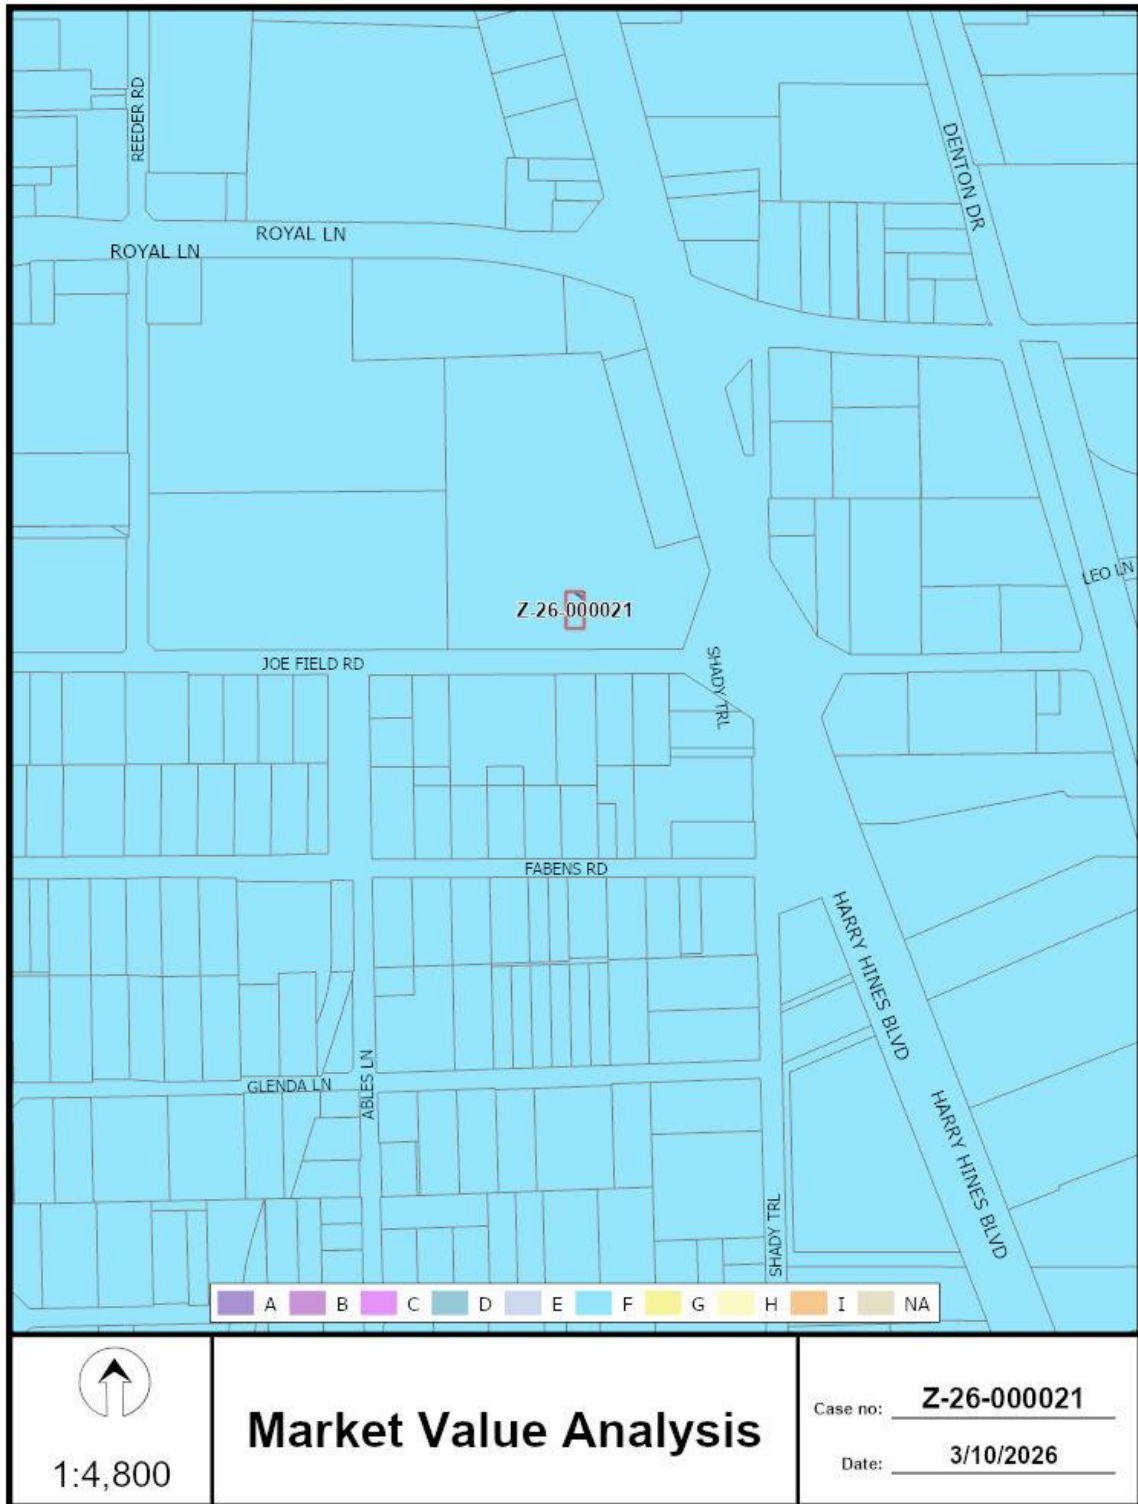 REEDER RD
DENTON DR
ROYAL LN
ROYAL LN
LEO LN
Z-26-000021
JOE FIELD RD
SHADY TRL
FABENS RD
HARRY HINES BLVD
ABLES LN
GLENDA LN
HARRY HINES BLVD
SHADY TRL
A B C D E F G H I NA
1:4,800
Market Value Analysis
Case no: Z-26-000021
Date: 3/10/2026